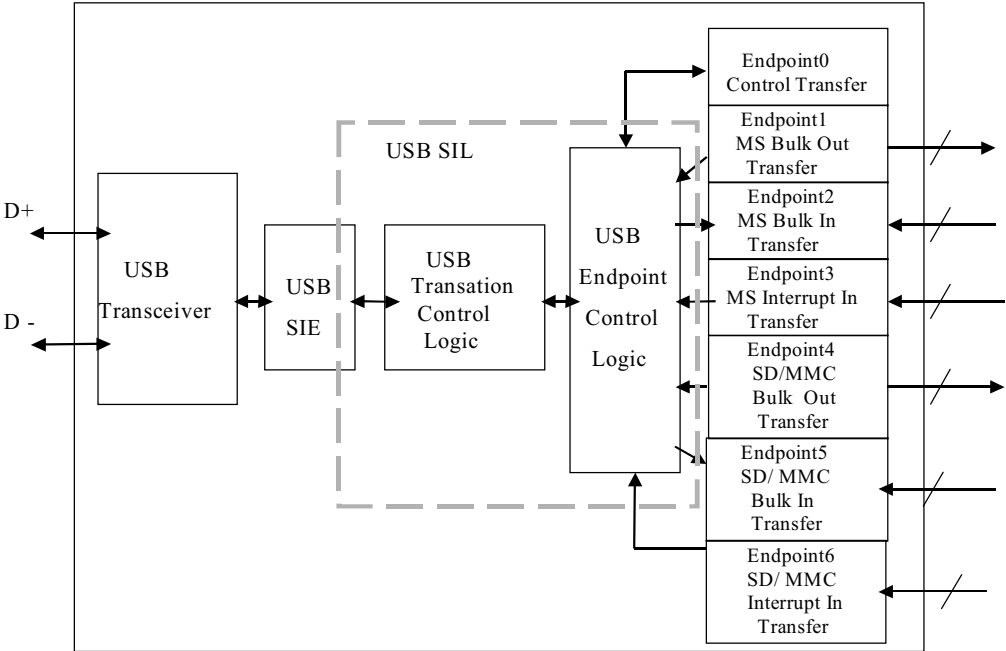 D+
D -
USB
Transceiver
USB
SIE
USB SIL
USB
Transation
Control
Logic
USB
Endpoint
Control
Logic
Endpoint0
Control Transfer
Endpoint1
MS Bulk Out
Transfer
Endpoint2
MS Bulk In
Transfer
Endpoint3
MS Interrupt In
Transfer
Endpoint4
SD/MMC
Bulk Out
Transfer
Endpoint5
SD/ MMC
Bulk In
Transfer
Endpoint6
SD/ MMC
Interrupt In
Transfer